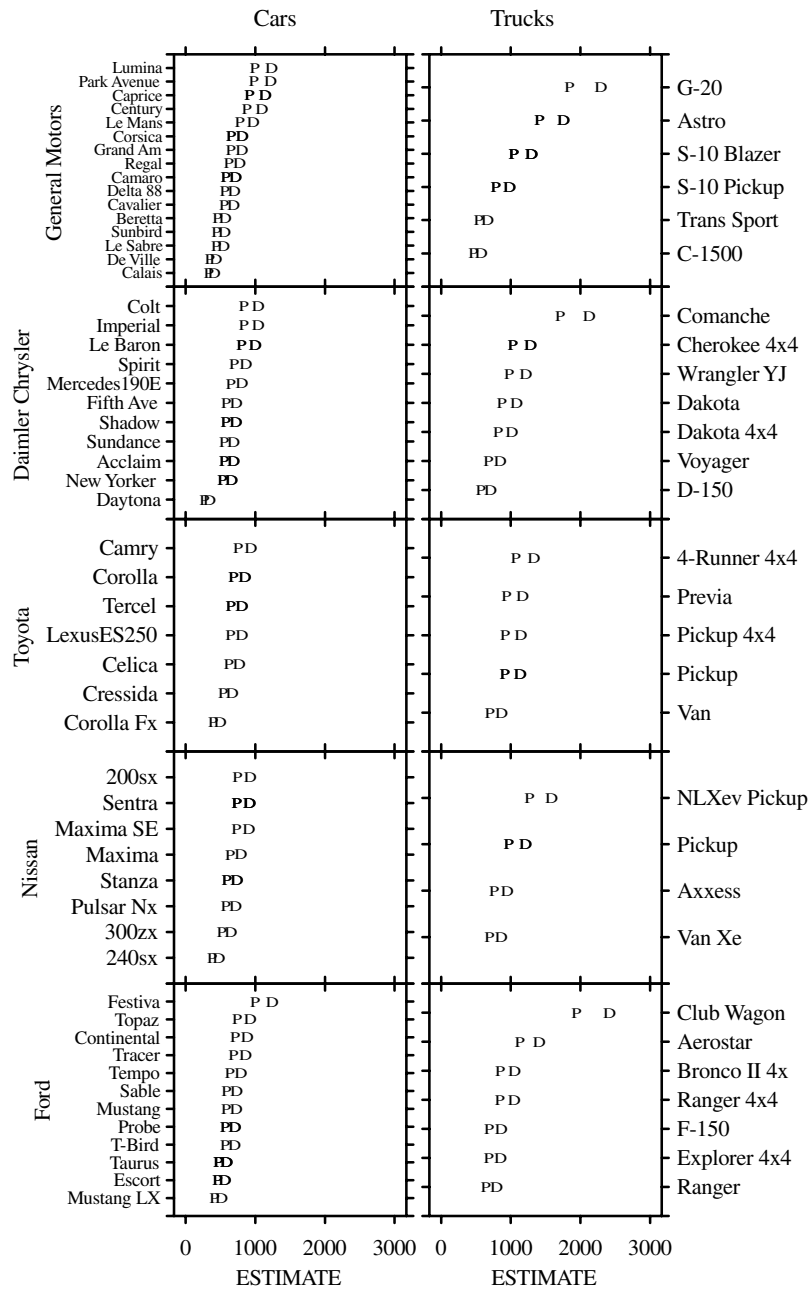 Cars
Trucks
General Motors
Lumina P D
Park Avenue P D
Caprice P D
Century P D
Le Mans P D
Corsica P D
Grand Am P D
Regal P D
Camaro P D
Delta 88 P D
Cavalier P D
Beretta P D
Sunbird P D
Le Sabre P D
De Ville P D
Calais P D
P D G-20
P D Astro
P D S-10 Blazer
P D S-10 Pickup
P D Trans Sport
P D C-1500
Daimler Chrysler
Colt P D
Imperial P D
Le Baron P D
Spirit P D
Mercedes190E P D
Fifth Ave P D
Shadow P D
Sundance P D
Acclaim P D
New Yorker P D
Daytona P D
P D Comanche
P D Cherokee 4x4
P D Wrangler YJ
P D Dakota
P D Dakota 4x4
P D Voyager
P D D-150
Toyota
Camry P D
Corolla P D
Tercel P D
LexusES250 P D
Celica P D
Cressida P D
Corolla Fx P D
P D 4-Runner 4x4
P D Previa
P D Pickup 4x4
P D Pickup
P D Van
Nissan
200sx P D
Sentra P D
Maxima SE P D
Maxima P D
Stanza P D
Pulsar Nx P D
300zx P D
240sx P D
P D NLXev Pickup
P D Pickup
P D Axxess
P D Van Xe
Ford
Festiva P D
Topaz P D
Continental P D
Tracer P D
Tempo P D
Sable P D
Mustang P D
Probe P D
T-Bird P D
Taurus P D
Escort P D
Mustang LX P D
P D Club Wagon
P D Aerostar
P D Bronco II 4x
P D Ranger 4x4
P D F-150
P D Explorer 4x4
P D Ranger
0 1000 2000 3000
ESTIMATE
0 1000 2000 3000
ESTIMATE